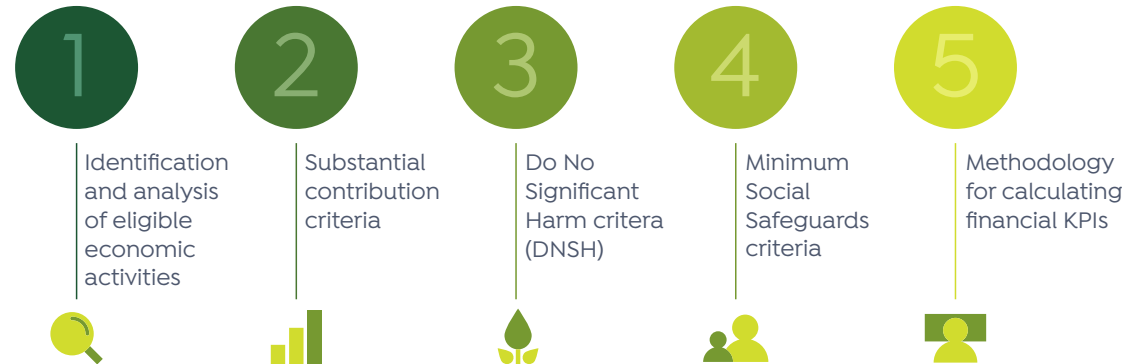 1
Identification
and analysis
of eligible
economic
activities
2
Substantial
contribution
criteria
3
Do No
Significant
Harm critera
(DNSH)
4
Minimum
Social
Safeguards
criteria
5
Methodology
for calculating
financial KPIs